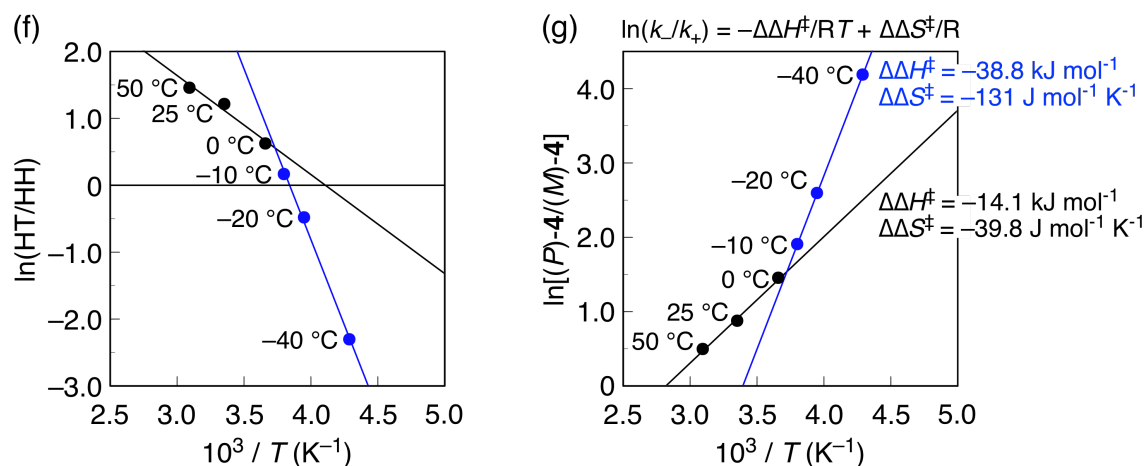 (f)
2.0
1.0
0
–1.0
–2.0
–3.0
ln(HT/HH)
50 °C
25 °C
0 °C
–10 °C
–20 °C
–40 °C
2.5 3.0 3.5 4.0 4.5 5.0
10³ / T (K⁻¹)
(g) ln(k₋/k₊) = –ΔΔH‡/RT + ΔΔS‡/R
4.0
3.0
2.0
1.0
0
ln[(P)-4/(M)-4]
–40 °C
–20 °C
–10 °C
0 °C
25 °C
50 °C
2.5 3.0 3.5 4.0 4.5 5.0
10³ / T (K⁻¹)
ΔΔH‡ = –38.8 kJ mol⁻¹
ΔΔS‡ = –131 J mol⁻¹ K⁻¹
ΔΔH‡ = –14.1 kJ mol⁻¹
ΔΔS‡ = –39.8 J mol⁻¹ K⁻¹